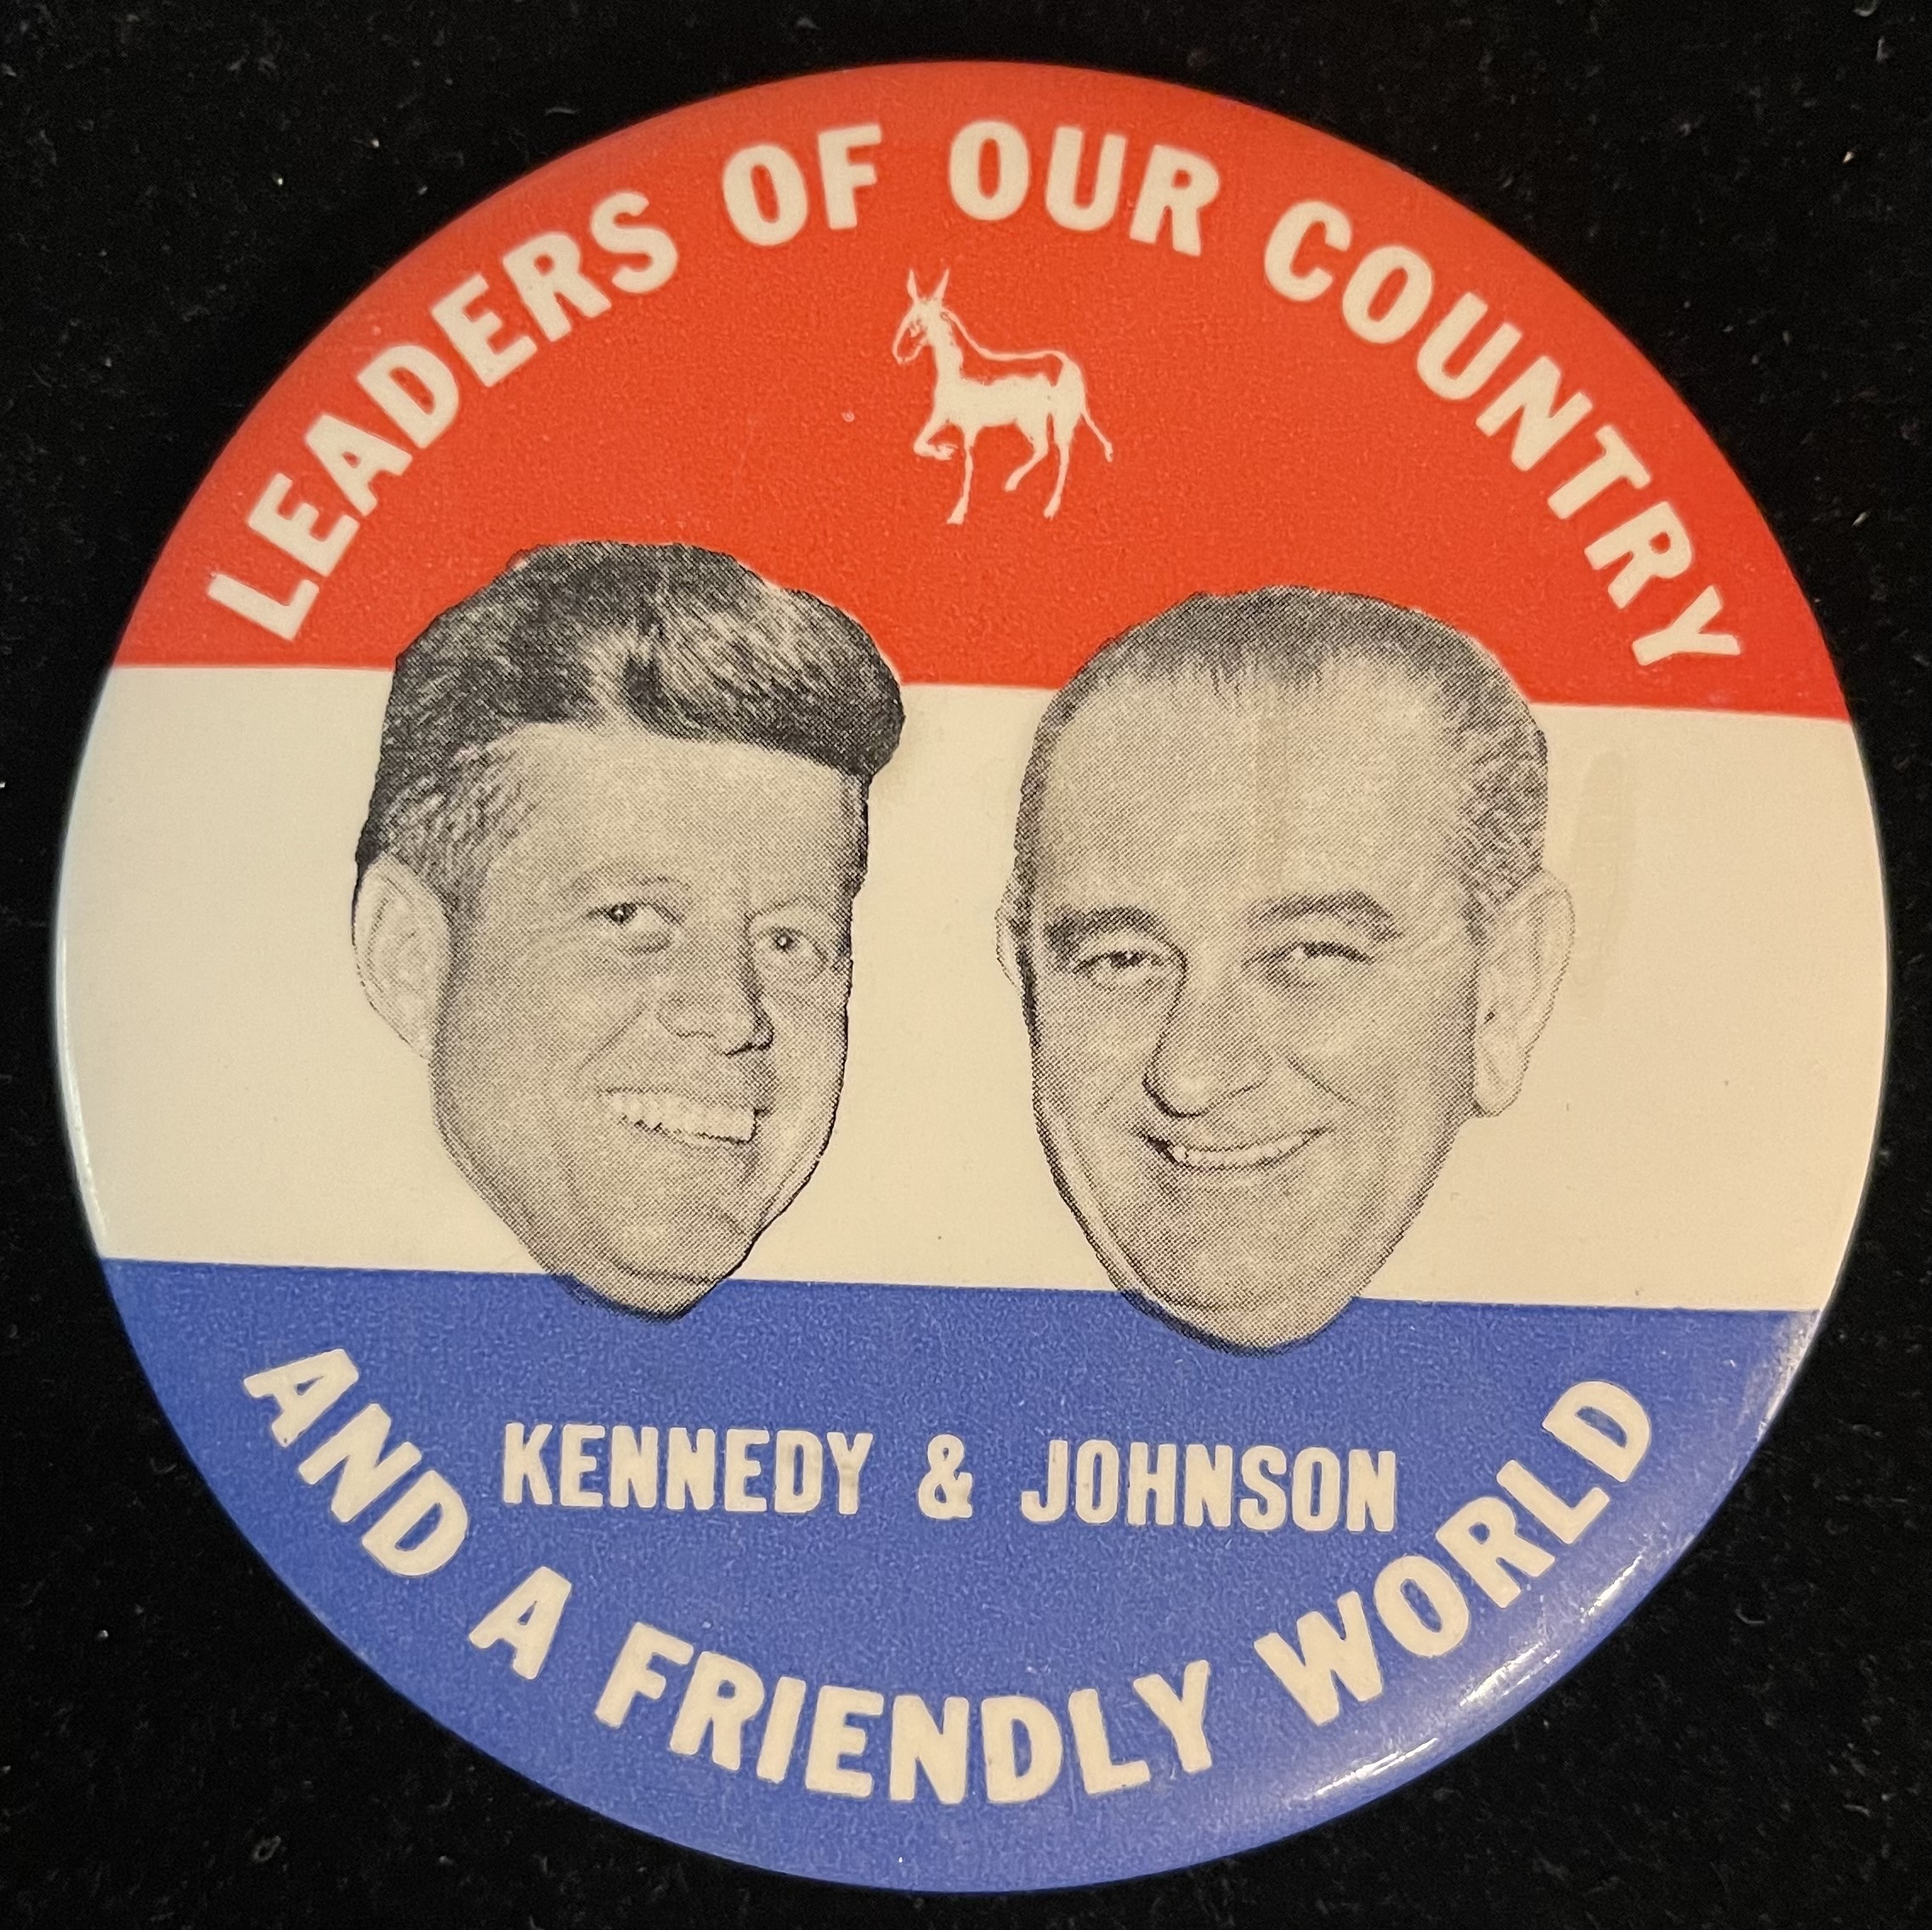 LEADERS OF OUR COUNTRY
KENNEDY & JOHNSON
AND A FRIENDLY WORLD